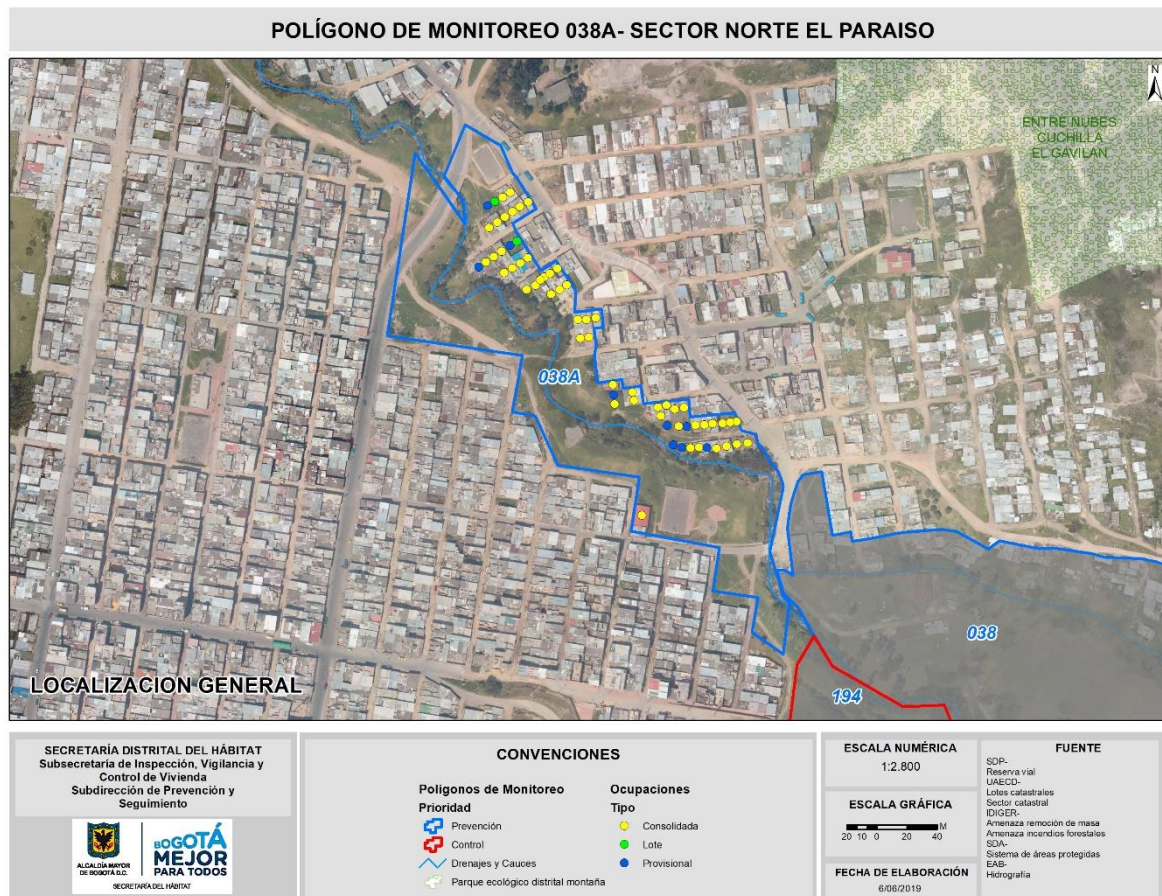 POLÍGONO DE MONITOREO 038A- SECTOR NORTE EL PARAISO
N
ENTRE NUBES
CUCHILLA
EL GAVILAN
038A
038
194
LOCALIZACION GENERAL
SECRETARÍA DISTRITAL DEL HÁBITAT
Subsecretaría de Inspección, Vigilancia y
Control de Vivienda
Subdirección de Prevención y
Seguimiento
ALCALDÍA MAYOR
DE BOGOTÁ D.C.
BOGOTÁ
MEJOR
PARA TODOS
SECRETARÍA DEL HÁBITAT
CONVENCIONES
Poligonos de Monitoreo
Prioridad
Prevención
Control
Drenajes y Cauces
Parque ecológico distrital montaña
Ocupaciones
Tipo
Consolidada
Lote
Provisional
ESCALA NUMÉRICA
1:2.800
ESCALA GRÁFICA
20 10 0 20 40
M
FECHA DE ELABORACIÓN
6/06/2019
FUENTE
SDP-
Reserva vial
UAECD-
Lotes catastrales
Sector catastral
IDIGER-
Amenaza remoción de masa
Amenaza incendios forestales
SDA-
Sistema de áreas protegidas
EAB-
Hidrografía